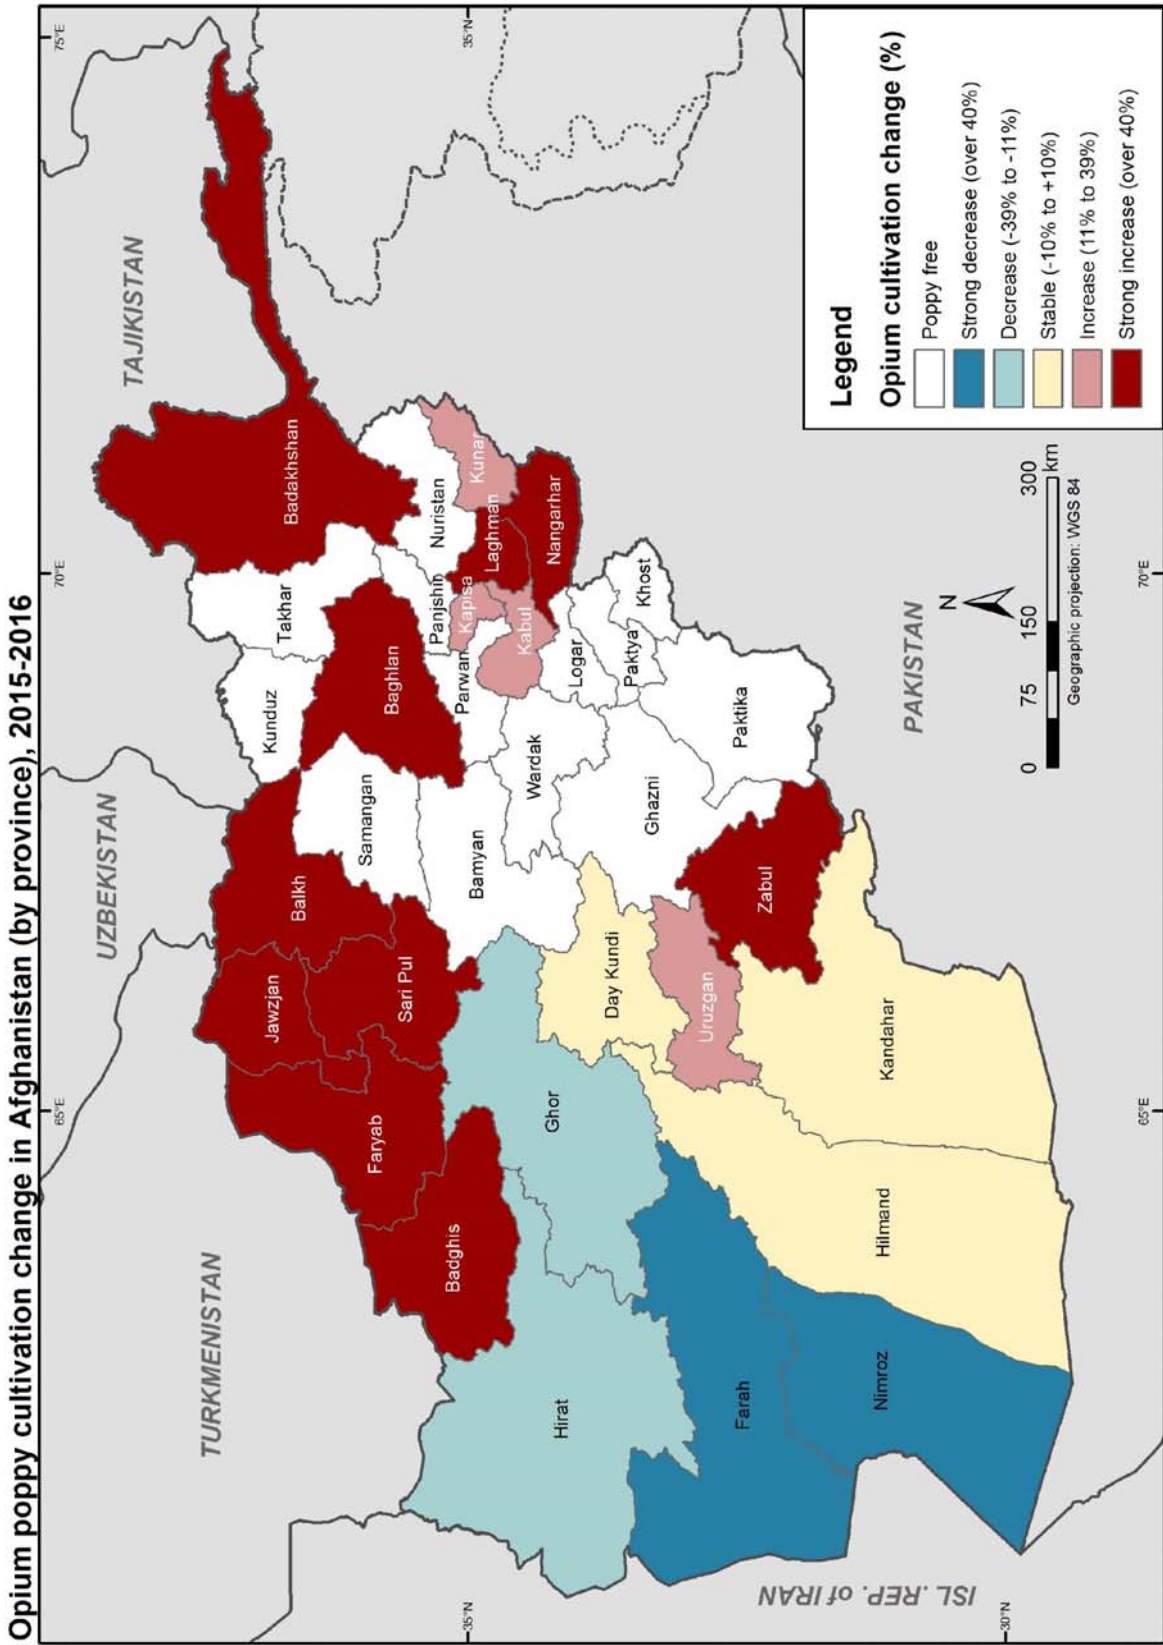 Opium poppy cultivation change in Afghanistan (by province), 2015-2016
65°E
70°E
75°E
UZBEKISTAN
TAJIKISTAN
TURKMENISTAN
Badakhshan
Takhar
Kunduz
Jawzjan
Balkh
Baghlan
Samangan
Faryab
Sari Pul
Nuristan
Panjshir
Kapisa
Parwan
Kunar
Laghman
35°N
35°N
Badghis
Bamyan
Kabul
Nangarhar
Wardak
Hirat
Ghor
Logar
Day Kundi
Paktya
Khost
Ghazni
Uruzgan
Paktika
Zabul
Farah
Kandahar
Hilmand
Nimroz
ISL. REP. of IRAN
PAKISTAN
30°N
65°E
70°E
N
0 75 150 300
km
Geographic projection: WGS 84
Legend
Opium cultivation change (%)
Poppy free
Strong decrease (over 40%)
Decrease (-39% to -11%)
Stable (-10% to +10%)
Increase (11% to 39%)
Strong increase (over 40%)